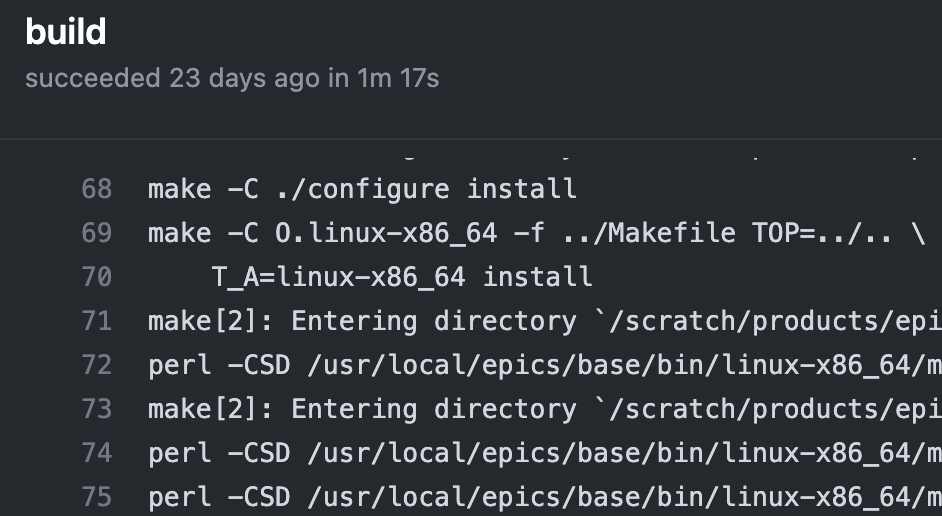 build
succeeded 23 days ago in 1m 17s
68 make -C ./configure install
69 make -C O.linux-x86_64 -f ../Makefile TOP=../.. \
70 T_A=linux-x86_64 install
71 make[2]: Entering directory `/scratch/products/epi
72 perl -CSD /usr/local/epics/base/bin/linux-x86_64/m
73 make[2]: Entering directory `/scratch/products/epi
74 perl -CSD /usr/local/epics/base/bin/linux-x86_64/m
75 perl -CSD /usr/local/epics/base/bin/linux-x86_64/m